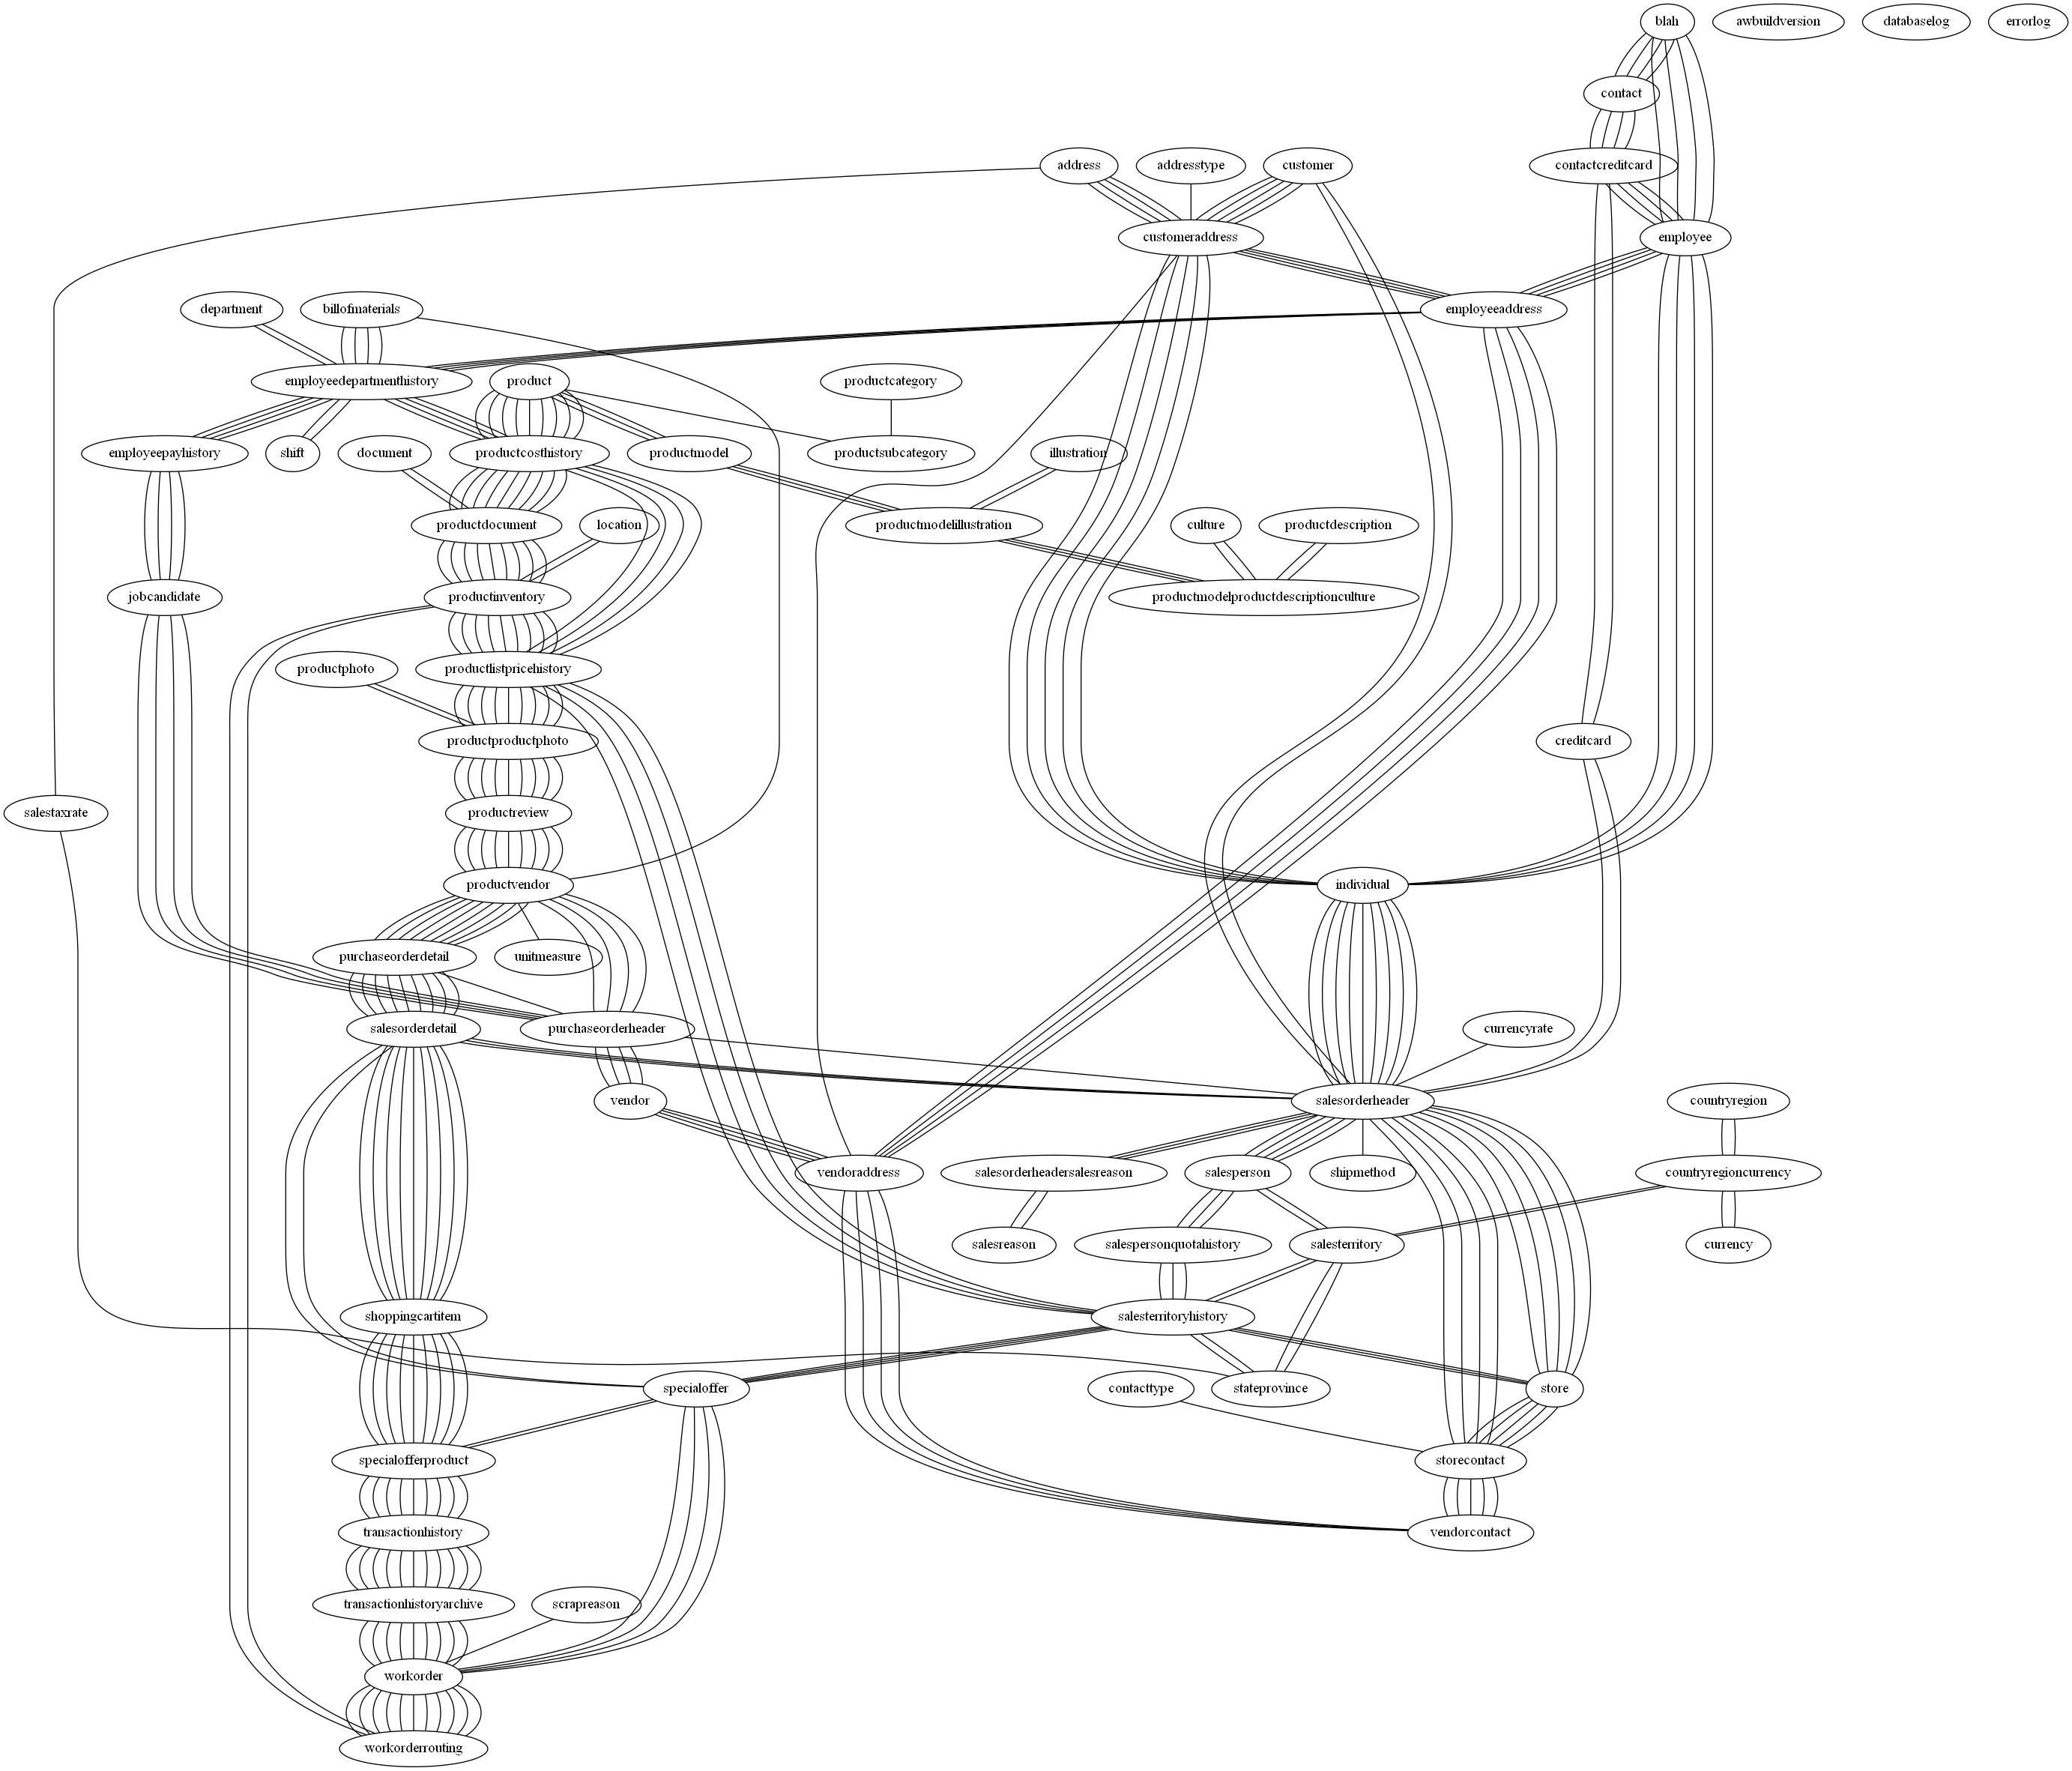 blah
awbuildversion
databaselog
errorlog
contact
address
addresstype
customer
contactcreditcard
customeraddress
employee
department
billofmaterials
employeeaddress
employeedepartmenthistory
product
productcategory
employeepayhistory
shift
document
productcosthistory
productmodel
productsubcategory
illustration
productdocument
location
productmodelillustration
culture
productdescription
jobcandidate
productinventory
productmodelproductdescriptionculture
productphoto
productlistpricehistory
productproductphoto
creditcard
salestaxrate
productreview
productvendor
individual
purchaseorderdetail
unitmeasure
salesorderdetail
purchaseorderheader
currencyrate
vendor
salesorderheader
countryregion
vendoraddress
salesorderheadersalesreason
salesperson
shipmethod
countryregioncurrency
salesreason
salespersonquotahistory
salesterritory
currency
shoppingcartitem
salesterritoryhistory
specialoffer
contacttype
stateprovince
store
specialofferproduct
storecontact
transactionhistory
vendorcontact
transactionhistoryarchive
scrapreason
workorder
workorderrouting